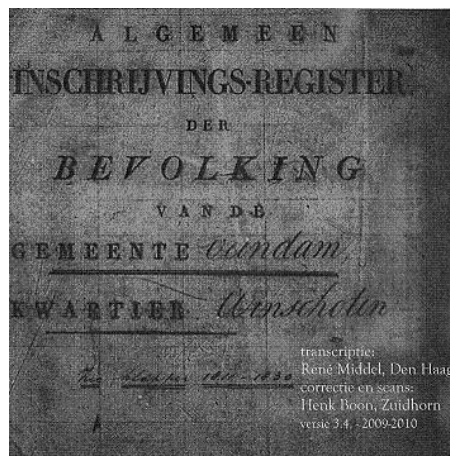 ALGEMEEN
INSCHRIJVINGS-REGISTER
DER
BEVOLKING
VAN DE
GEMEENTE
KWARTIER
transcriptie:
René Middel, Den Haag
correctie en scans:
Henk Boon, Zuidhorn
versie 3.4. - 2009-2010